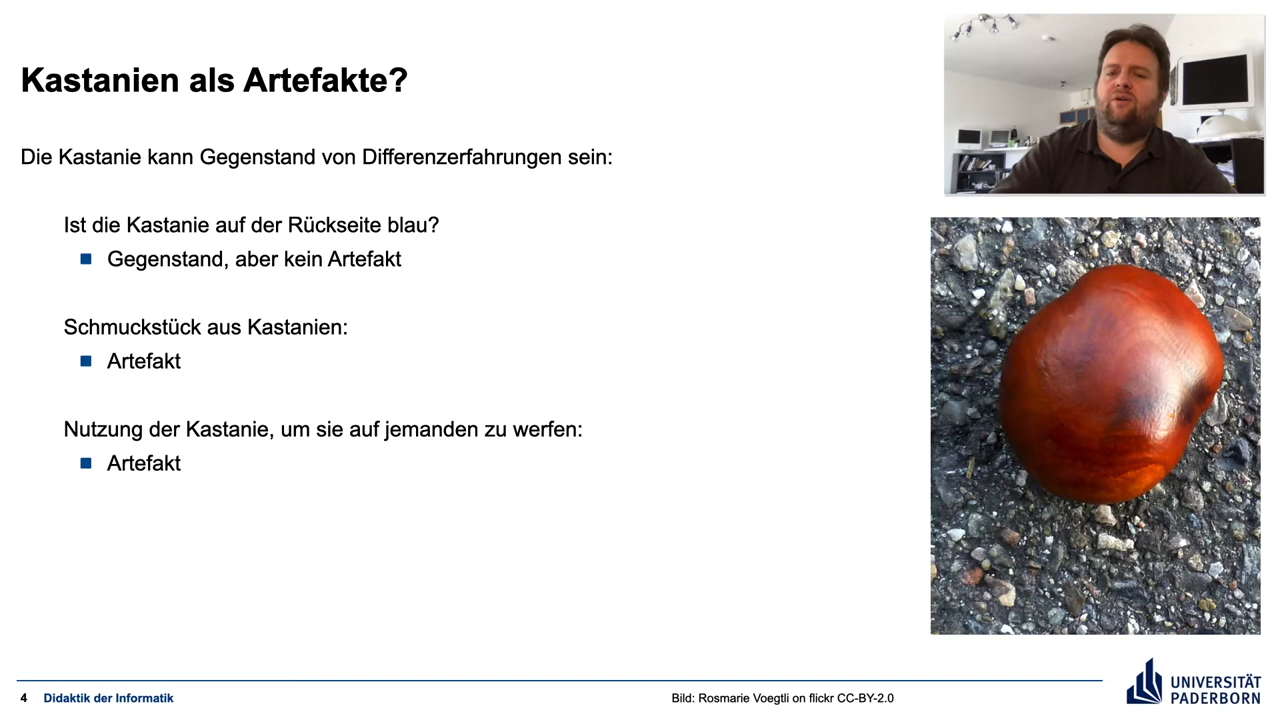 Kastanien als Artefakte?
Die Kastanie kann Gegenstand von Differenzerfahrungen sein:
Ist die Kastanie auf der Rückseite blau?
Gegenstand, aber kein Artefakt
Schmuckstück aus Kastanien:
Artefakt
Nutzung der Kastanie, um sie auf jemanden zu werfen:
Artefakt
4 Didaktik der Informatik
Bild: Rosmarie Voegtli on flickr CC-BY-2.0
UNIVERSITÄT
PADERBORN